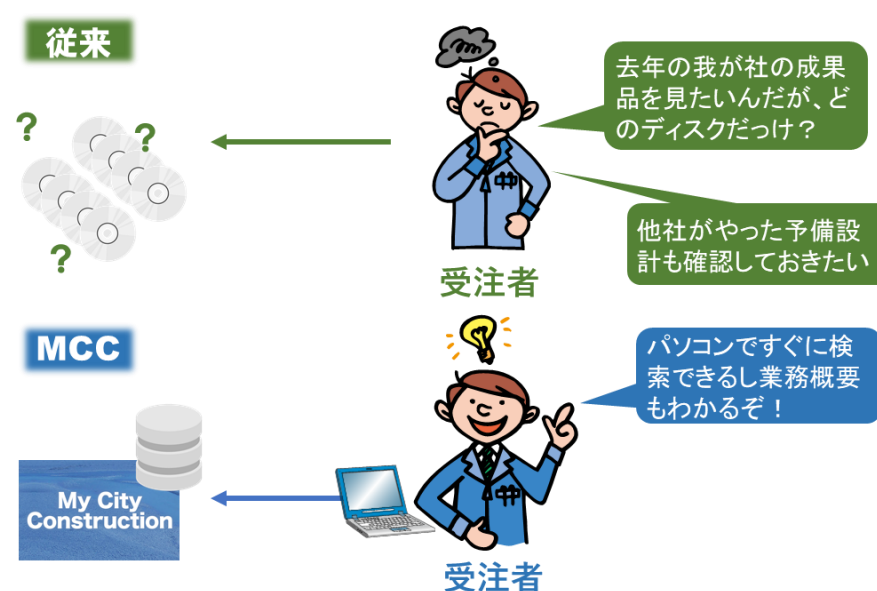 従来
?
?
?
去年の我が社の成果
品を見たいんだが、ど
のディスクだっけ？
他社がやった予備設
計も確認しておきたい
受注者
MCC
パソコンですぐに検
索できるし業務概要
もわかるぞ！
My City
Construction
受注者